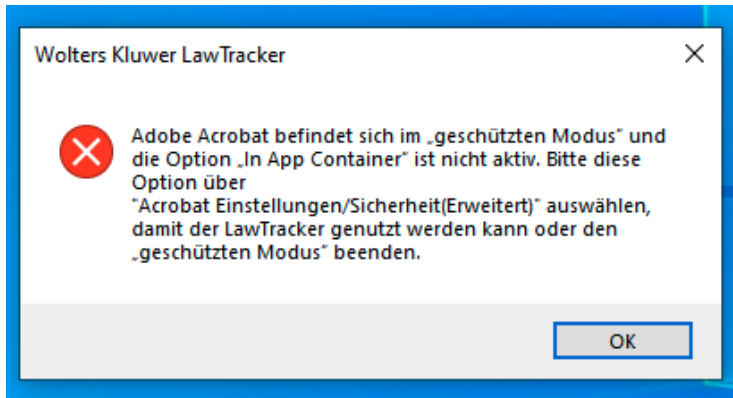 Wolters Kluwer LawTracker
Adobe Acrobat befindet sich im „geschützten Modus“ und
die Option „In App Container“ ist nicht aktiv. Bitte diese
Option über
"Acrobat Einstellungen/Sicherheit(Erweitert)" auswählen,
damit der LawTracker genutzt werden kann oder den
„geschützten Modus“ beenden.
OK